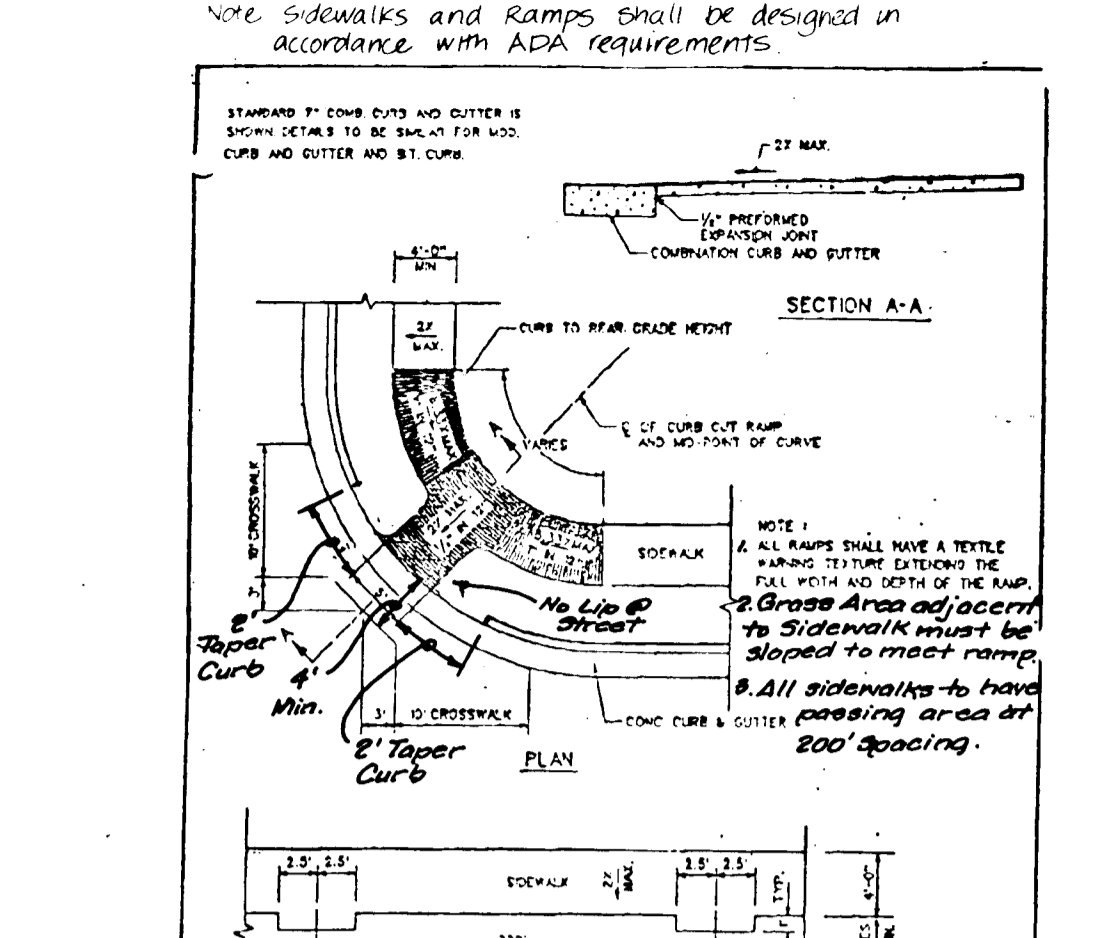 Note Sidewalks and Ramps shall be designed in
accordance with ADA requirements.
STANDARD 7" COMB. CURB AND GUTTER IS
SHOWN. DETAILS TO BE SIMILAR FOR MOD.
CURB AND GUTTER AND ST. CURB.
2% MAX.
1/2" PREFORMED
EXPANSION JOINT
COMBINATION CURB AND GUTTER
SECTION A-A
4'-0"
MIN
2%
MAX.
CURB TO REAR GRADE HEIGHT
℄ OF CURB CUT RAMP
AND MID-POINT OF CURVE
A
VARIES
10' CROSSWALK
3'
2% MAX.
SIDEWALK
NOTE :
1. ALL RAMPS SHALL HAVE A TEXTILE
WARNING TEXTURE EXTENDING THE
FULL WIDTH AND DEPTH OF THE RAMP.
2. Grass Area adjacent
to Sidewalk must be
sloped to meet ramp.
3. All sidewalks to have
passing area at
200' spacing.
No Lip @
Street
2'
Taper
Curb
A
4'
Min.
3'
10' CROSSWALK
CONC CURB & GUTTER
2' Taper
Curb
PLAN
2.5' 2.5'
SIDEWALK
2%
MAX.
2.5' 2.5'
TYP.
4'-0"